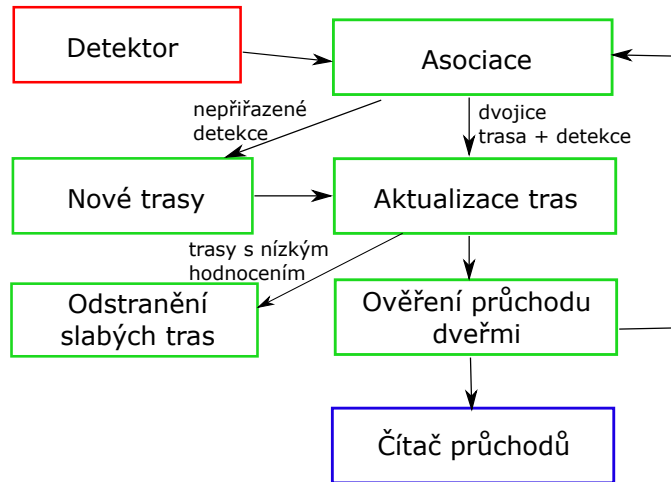 Detektor
Asociace
nepřiřazené
detekce
dvojice
trasa + detekce
Nové trasy
Aktualizace tras
trasy s nízkým
hodnocením
Odstranění
slabých tras
Ověření průchodu
dveřmi
Čítač průchodů